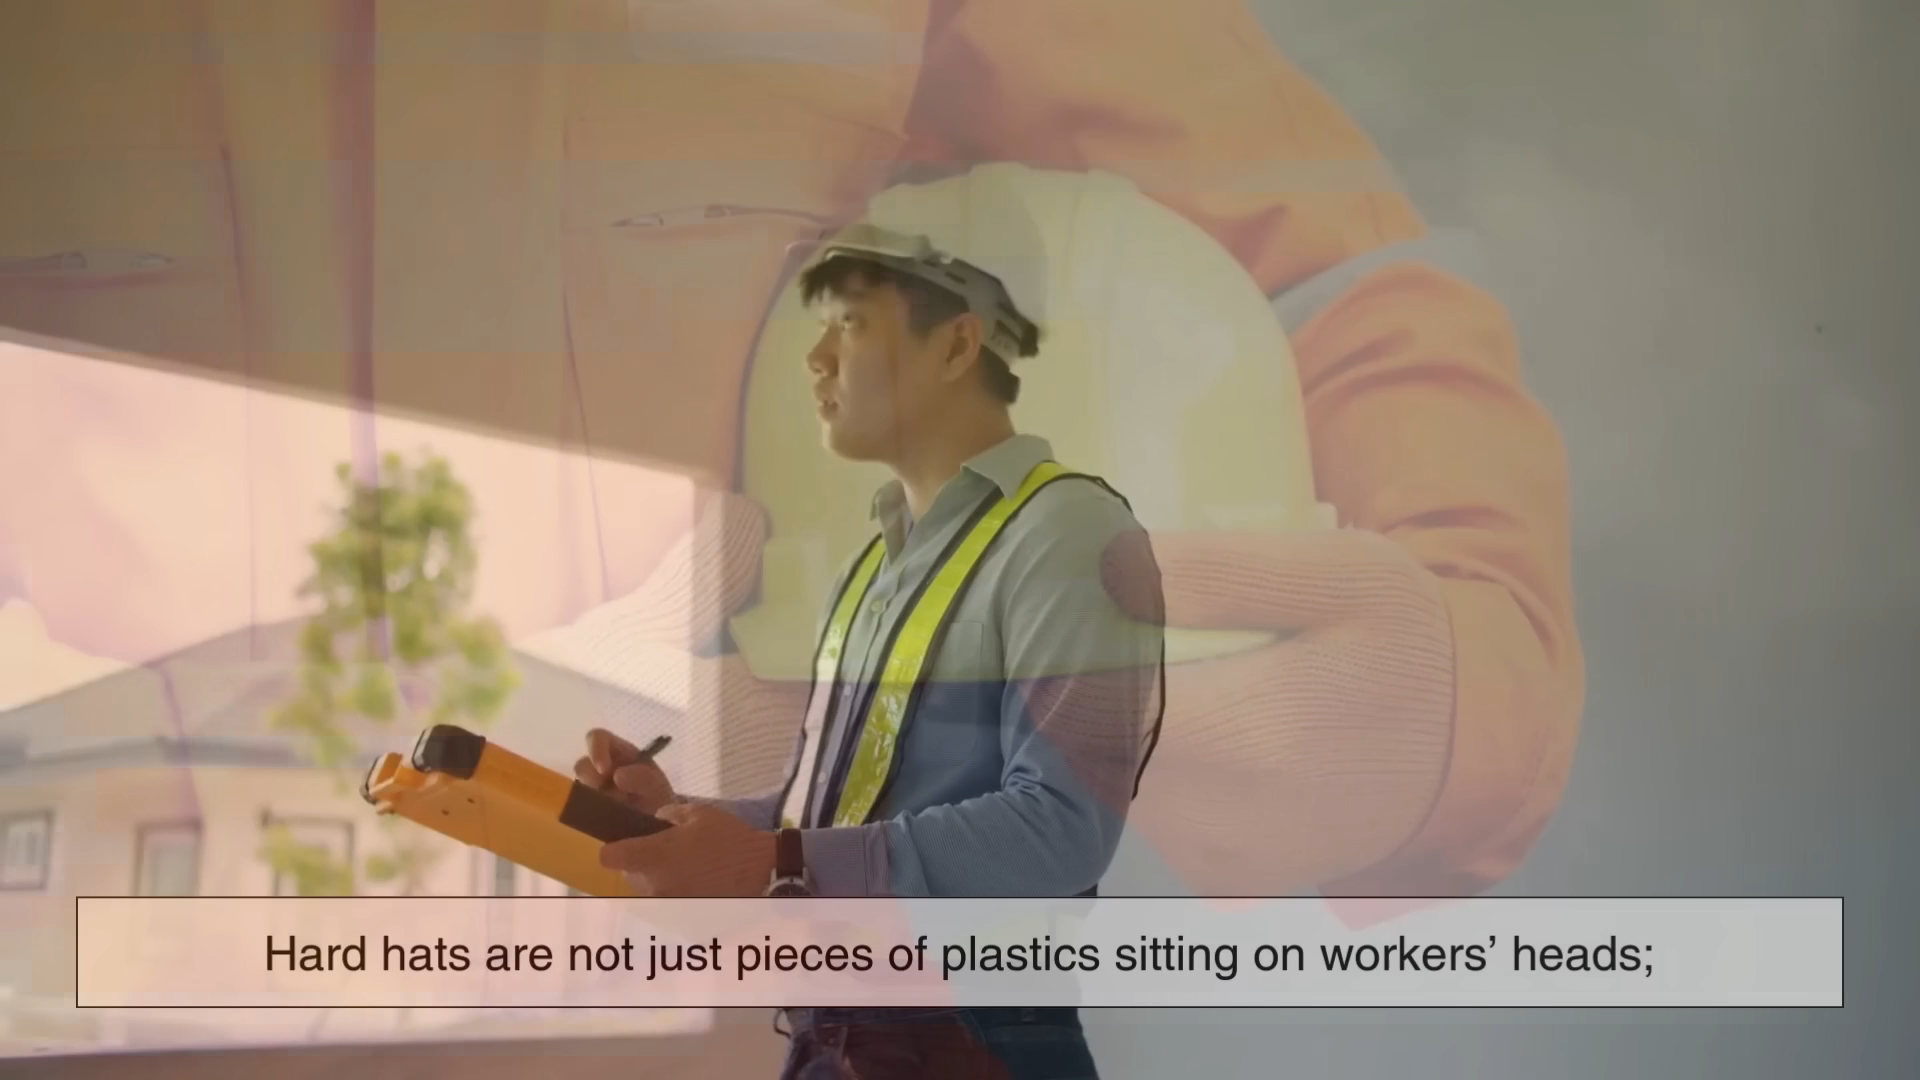 Hard hats are not just pieces of plastics sitting on workers’ heads;